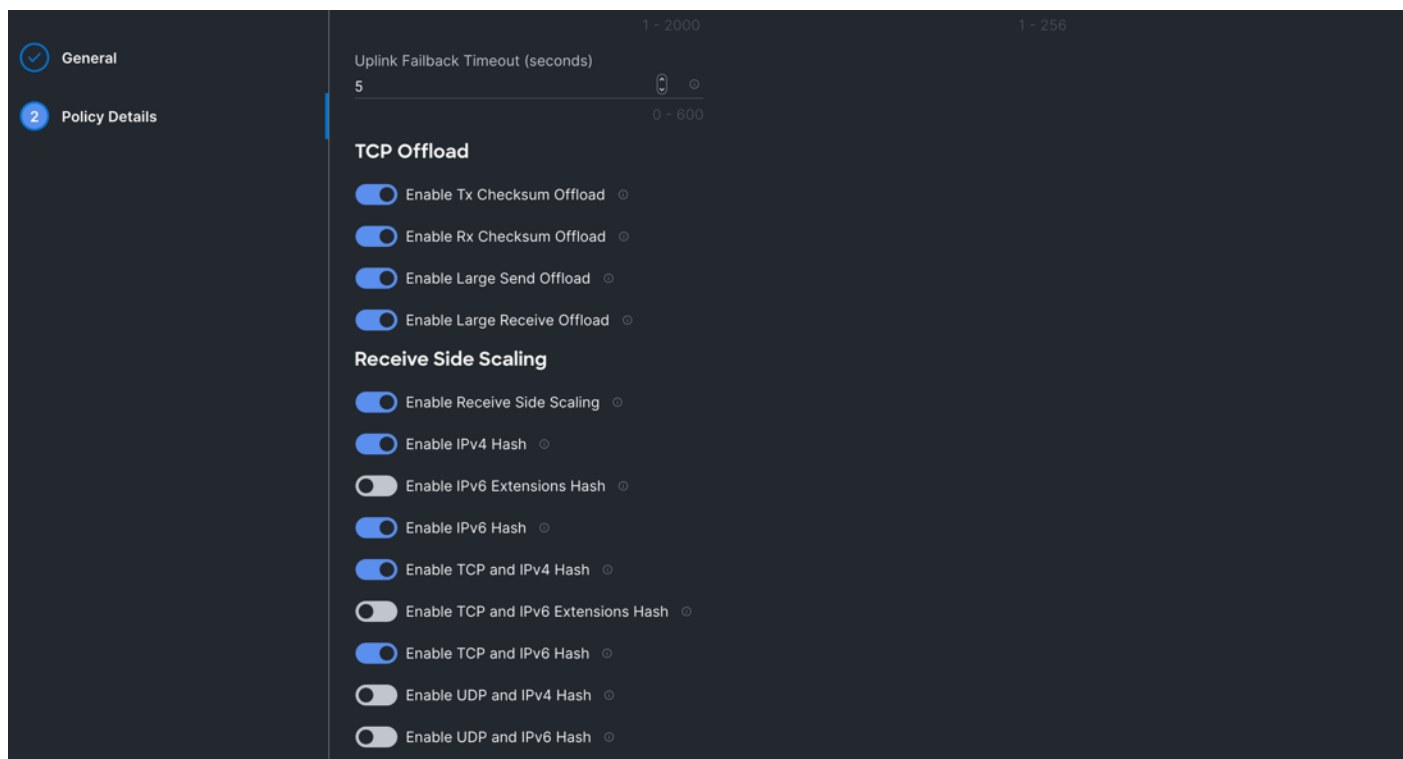 1 - 2000 1 - 256
General
Uplink Failback Timeout (seconds)
5
0 - 600
2 Policy Details
TCP Offload
Enable Tx Checksum Offload
Enable Rx Checksum Offload
Enable Large Send Offload
Enable Large Receive Offload
Receive Side Scaling
Enable Receive Side Scaling
Enable IPv4 Hash
Enable IPv6 Extensions Hash
Enable IPv6 Hash
Enable TCP and IPv4 Hash
Enable TCP and IPv6 Extensions Hash
Enable TCP and IPv6 Hash
Enable UDP and IPv4 Hash
Enable UDP and IPv6 Hash